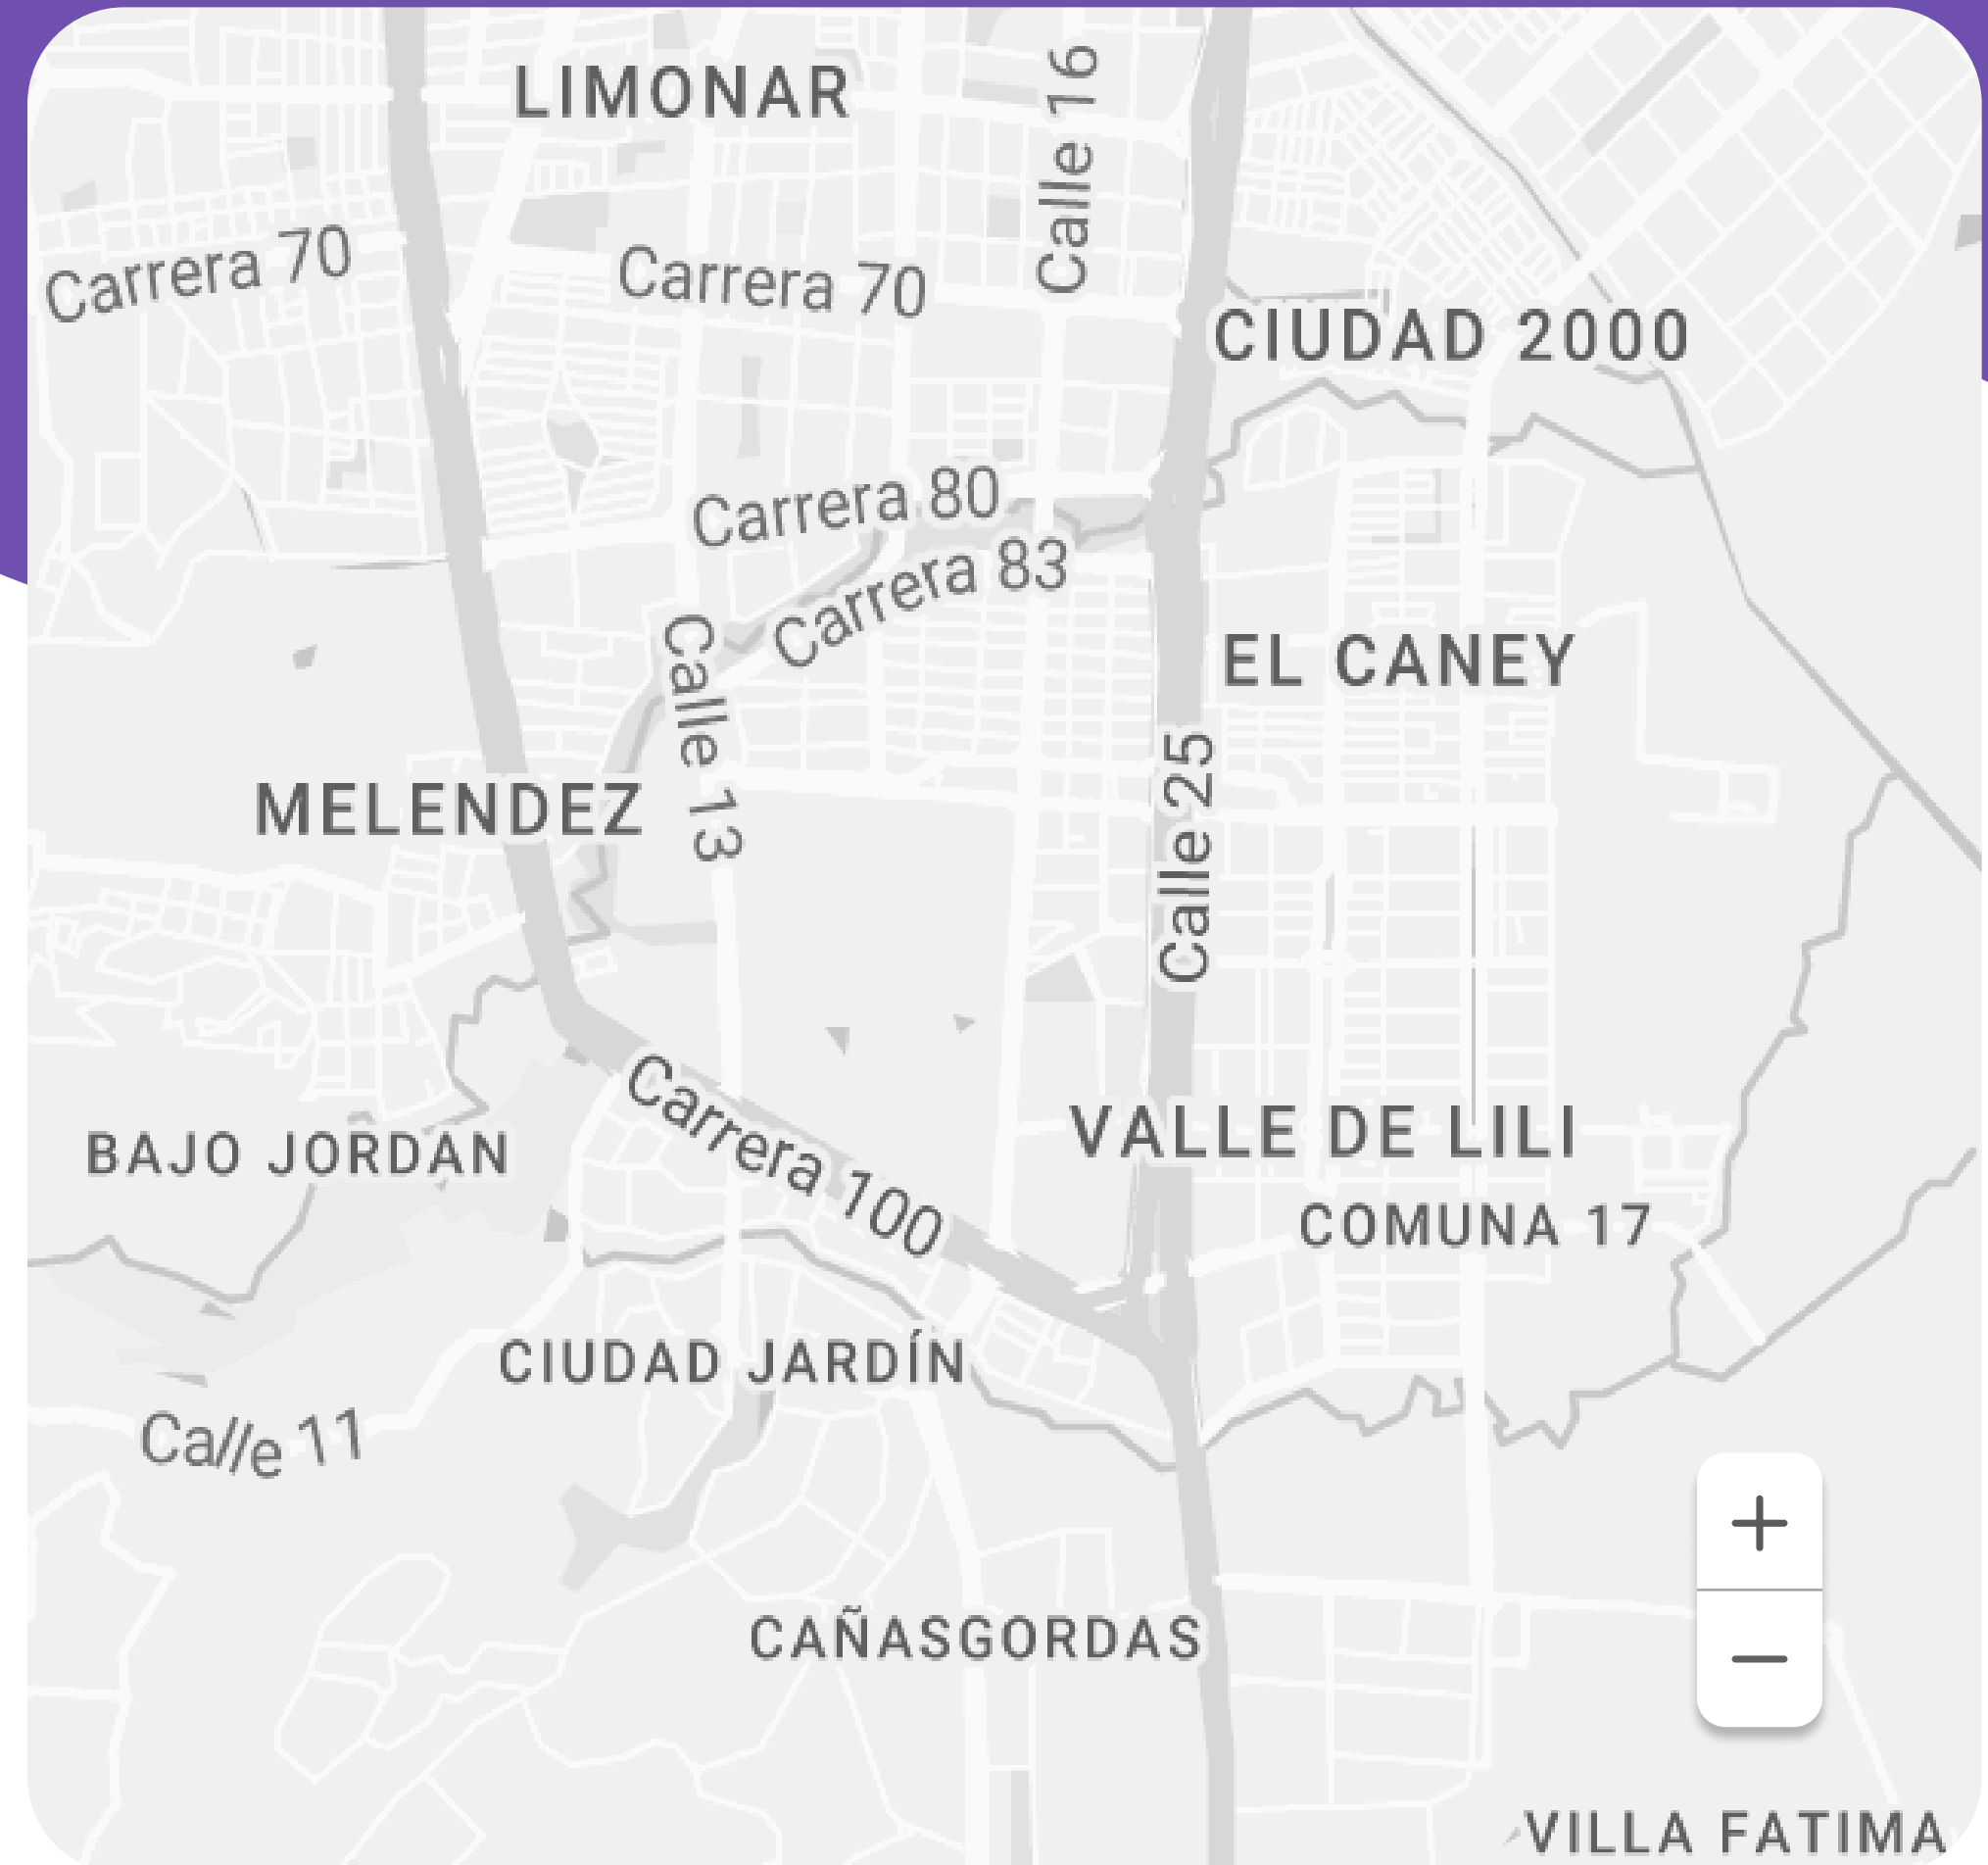 LIMONAR
Calle 16
Carrera 70
Carrera 70
CIUDAD 2000
Carrera 80
Carrera 83
EL CANEY
Calle 13
MELENDEZ
Calle 25
Carrera 100
VALLE DE LILI
BAJO JORDAN
COMUNA 17
CIUDAD JARDÍN
Calle 11
+
−
CAÑASGORDAS
VILLA FATIMA